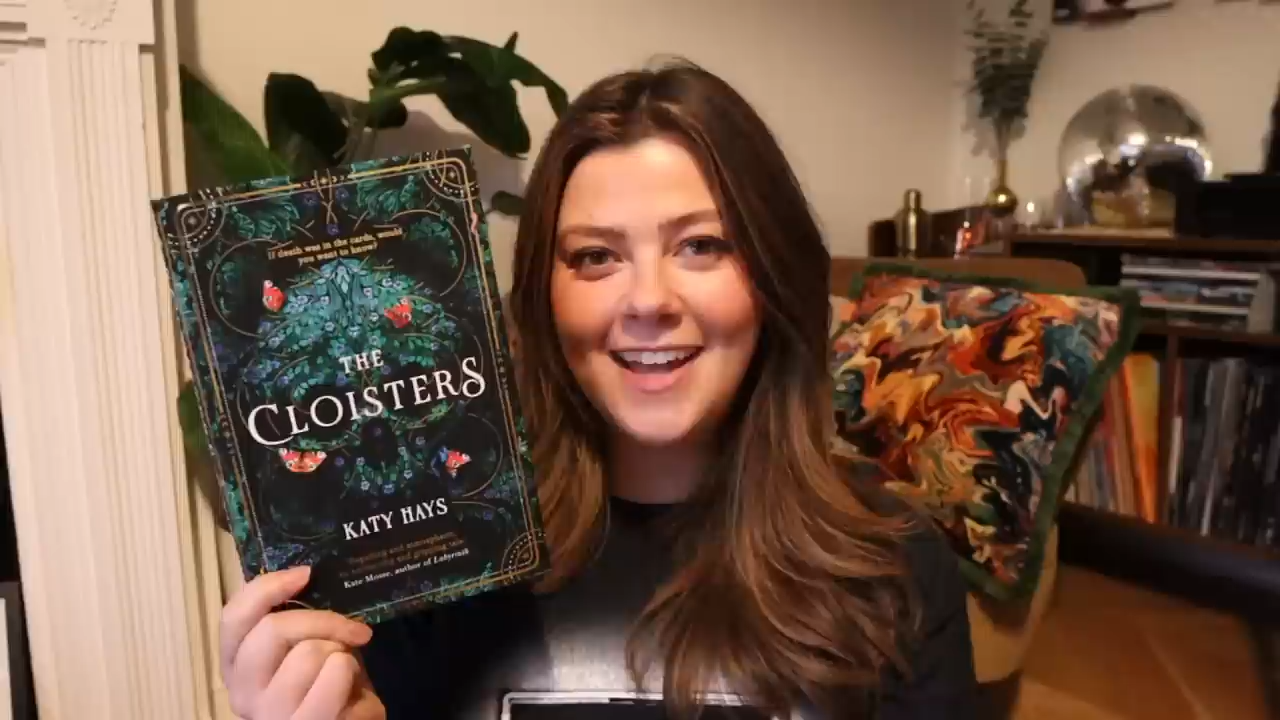 If death was in the cards, would
you want to know?
THE
CLOISTERS
KATY HAYS
Kate Mosse, author of Labyrinth